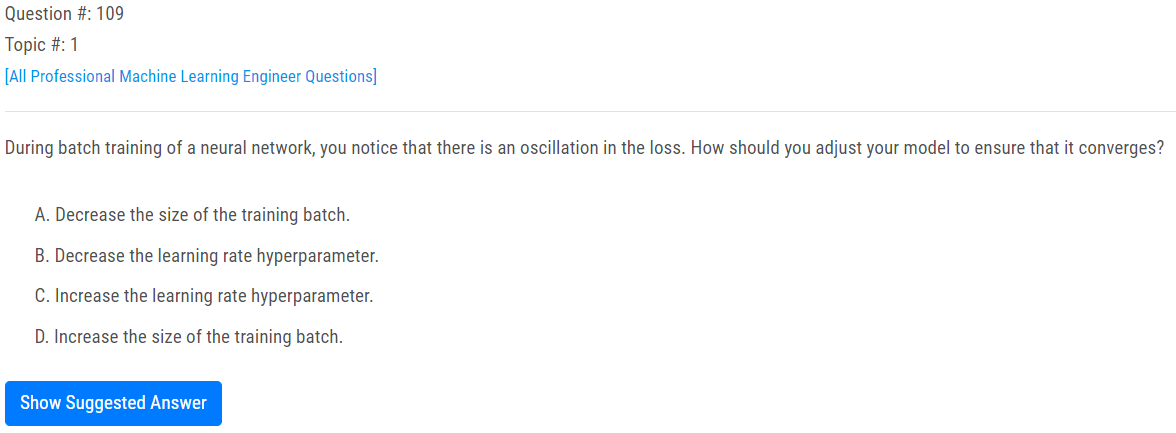 Question #: 109
Topic #: 1
[All Professional Machine Learning Engineer Questions]
During batch training of a neural network, you notice that there is an oscillation in the loss. How should you adjust your model to ensure that it converges?
A. Decrease the size of the training batch.
B. Decrease the learning rate hyperparameter.
C. Increase the learning rate hyperparameter.
D. Increase the size of the training batch.
Show Suggested Answer